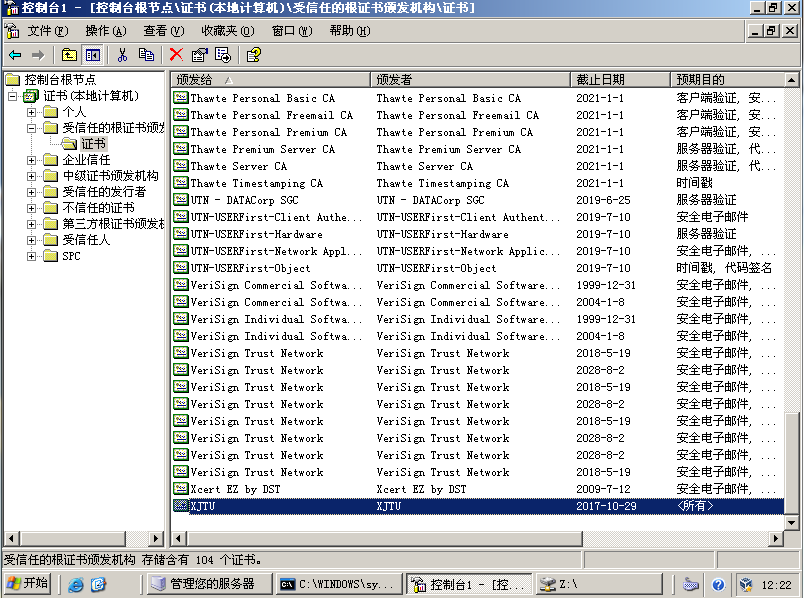 控制台1 - [控制台根节点\证书(本地计算机)\受信任的根证书颁发机构\证书]
文件(F) 操作(A) 查看(V) 收藏夹(O) 窗口(W) 帮助(H)
控制台根节点
证书(本地计算机)
个人
受信任的根证书颁发
证书
企业信任
中级证书颁发机构
受信任的发行者
不信任的证书
第三方根证书颁发机
受信任人
SPC
颁发给 颁发者 截止日期 预期目的
Thawte Personal Basic CA Thawte Personal Basic CA 2021-1-1 客户端验证, 安...
Thawte Personal Freemail CA Thawte Personal Freemail CA 2021-1-1 客户端验证, 安...
Thawte Personal Premium CA Thawte Personal Premium CA 2021-1-1 客户端验证, 安...
Thawte Premium Server CA Thawte Premium Server CA 2021-1-1 服务器验证, 代...
Thawte Server CA Thawte Server CA 2021-1-1 服务器验证, 代...
Thawte Timestamping CA Thawte Timestamping CA 2021-1-1 时间戳
UTN - DATACorp SGC UTN - DATACorp SGC 2019-6-25 服务器验证
UTN-USERFirst-Client Authe... UTN-USERFirst-Client Authent... 2019-7-10 安全电子邮件
UTN-USERFirst-Hardware UTN-USERFirst-Hardware 2019-7-10 服务器验证
UTN-USERFirst-Network Appl... UTN-USERFirst-Network Applic... 2019-7-10 安全电子邮件, ...
UTN-USERFirst-Object UTN-USERFirst-Object 2019-7-10 时间戳, 代码签名
VeriSign Commercial Softwa... VeriSign Commercial Software... 1999-12-31 安全电子邮件, ...
VeriSign Commercial Softwa... VeriSign Commercial Software... 2004-1-8 安全电子邮件, ...
VeriSign Individual Softwa... VeriSign Individual Software... 1999-12-31 安全电子邮件, ...
VeriSign Individual Softwa... VeriSign Individual Software... 2004-1-8 安全电子邮件, ...
VeriSign Trust Network VeriSign Trust Network 2018-5-19 安全电子邮件, ...
VeriSign Trust Network VeriSign Trust Network 2028-8-2 安全电子邮件, ...
VeriSign Trust Network VeriSign Trust Network 2018-5-19 安全电子邮件, ...
VeriSign Trust Network VeriSign Trust Network 2028-8-2 安全电子邮件, ...
VeriSign Trust Network VeriSign Trust Network 2018-5-19 安全电子邮件, ...
VeriSign Trust Network VeriSign Trust Network 2028-8-2 安全电子邮件, ...
VeriSign Trust Network VeriSign Trust Network 2028-8-2 安全电子邮件, ...
VeriSign Trust Network VeriSign Trust Network 2018-5-19 安全电子邮件, ...
Xcert EZ by DST Xcert EZ by DST 2009-7-12 安全电子邮件, ...
XJTU XJTU 2017-10-29 <所有>
受信任的根证书颁发机构 存储含有 104 个证书。
开始 管理您的服务器 C:\WINDOWS\sy... 控制台1 - [控... Z:\ 12:22